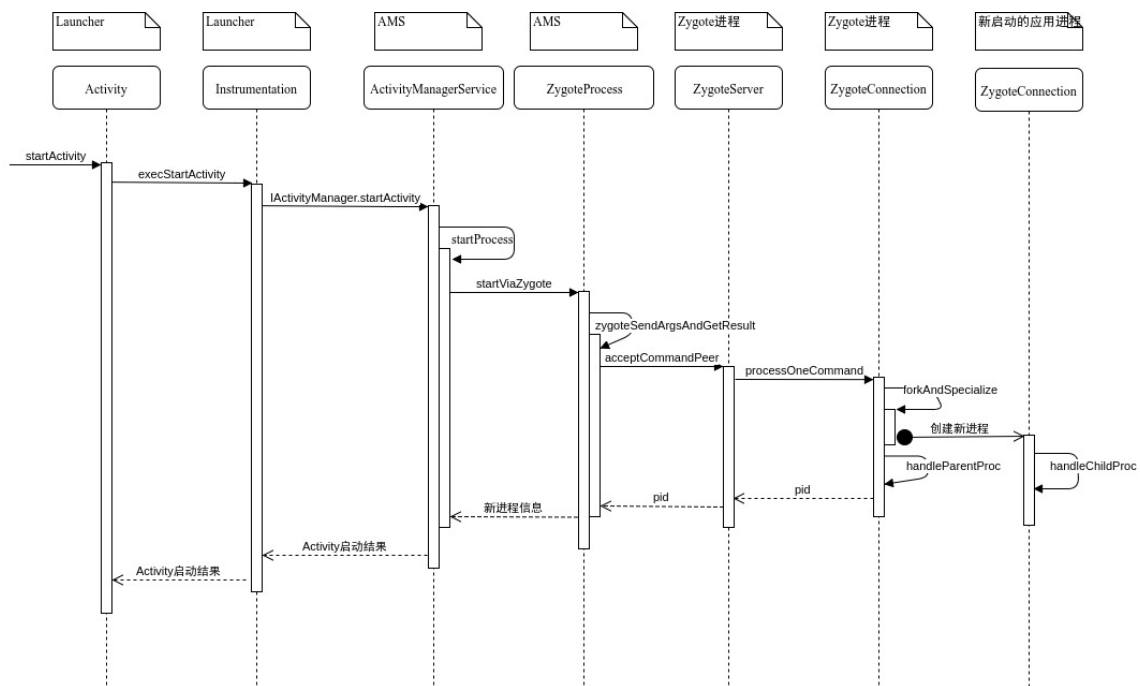 Launcher
Launcher
AMS
AMS
Zygote进程
Zygote进程
新启动的应用进程
Activity
Instrumentation
ActivityManagerService
ZygoteProcess
ZygoteServer
ZygoteConnection
ZygoteConnection
startActivity
execStartActivity
IActivityManager.startActivity
startProcess
startViaZygote
zygoteSendArgsAndGetResult
acceptCommandPeer
processOneCommand
forkAndSpecialize
创建新进程
handleParentProc
handleChildProc
pid
pid
新进程信息
Activity启动结果
Activity启动结果